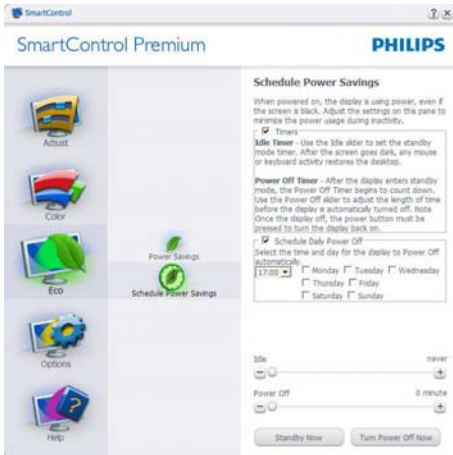 SmartControl
SmartControl Premium
PHILIPS
Adjust
Color
Eco
Options
Help
Power Savings
Schedule Power Savings
Schedule Power Savings
When powered on, the display is using power, even if
the screen is black. Adjust the settings on this pane to
minimize the power usage during inactivity.
Timers
Idle Timer - Use the Idle slider to set the standby
mode timer. After the screen goes dark, any mouse
or keyboard activity restores the desktop.
Power Off Timer - After the display enters standby
mode, the Power Off Timer begins to count down.
Use the Power Off slider to adjust the length of time
before the display is automatically turned off. Note
Once the display off, the power button must be
pressed to turn the display back on.
Schedule Daily Power Off
Select the time and day for the display to Power Off
automatically.
17:00 Monday Tuesday Wednesday
Thursday Friday
Saturday Sunday
Idle never
Power Off 0 minute
Standby Now Turn Power Off Now